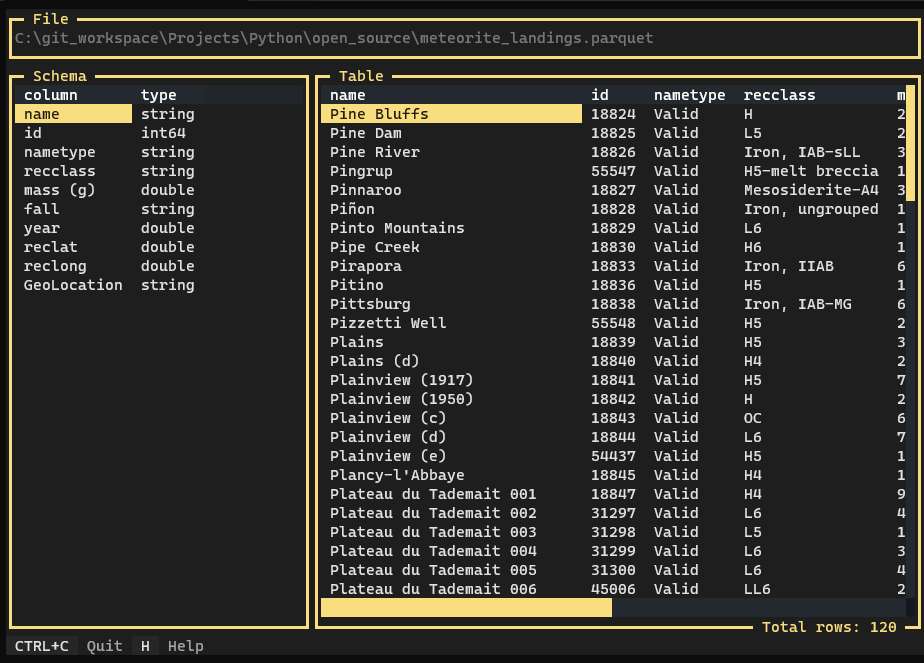 File
C:\git_workspace\Projects\Python\open_source\meteorite_landings.parquet
Schema
column type
name string
id int64
nametype string
recclass string
mass (g) double
fall string
year double
reclat double
reclong double
GeoLocation string
Table
name id nametype recclass m
Pine Bluffs 18824 Valid H 2
Pine Dam 18825 Valid L5 2
Pine River 18826 Valid Iron, IAB-sLL 3
Pingrup 55547 Valid H5-melt breccia 1
Pinnaroo 18827 Valid Mesosiderite-A4 3
Piñon 18828 Valid Iron, ungrouped 1
Pinto Mountains 18829 Valid L6 1
Pipe Creek 18830 Valid H6 1
Pirapora 18833 Valid Iron, IIAB 6
Pitino 18836 Valid H5 1
Pittsburg 18838 Valid Iron, IAB-MG 6
Pizzetti Well 55548 Valid H5 2
Plains 18839 Valid H5 3
Plains (d) 18840 Valid H4 2
Plainview (1917) 18841 Valid H5 7
Plainview (1950) 18842 Valid H 2
Plainview (c) 18843 Valid OC 6
Plainview (d) 18844 Valid L6 7
Plainview (e) 54437 Valid H5 1
Plancy-l'Abbaye 18845 Valid H4 1
Plateau du Tademait 001 18847 Valid H4 9
Plateau du Tademait 002 31297 Valid L6 4
Plateau du Tademait 003 31298 Valid L5 1
Plateau du Tademait 004 31299 Valid L6 3
Plateau du Tademait 005 31300 Valid L6 4
Plateau du Tademait 006 45006 Valid LL6 2
Total rows: 120
CTRL+C Quit H Help